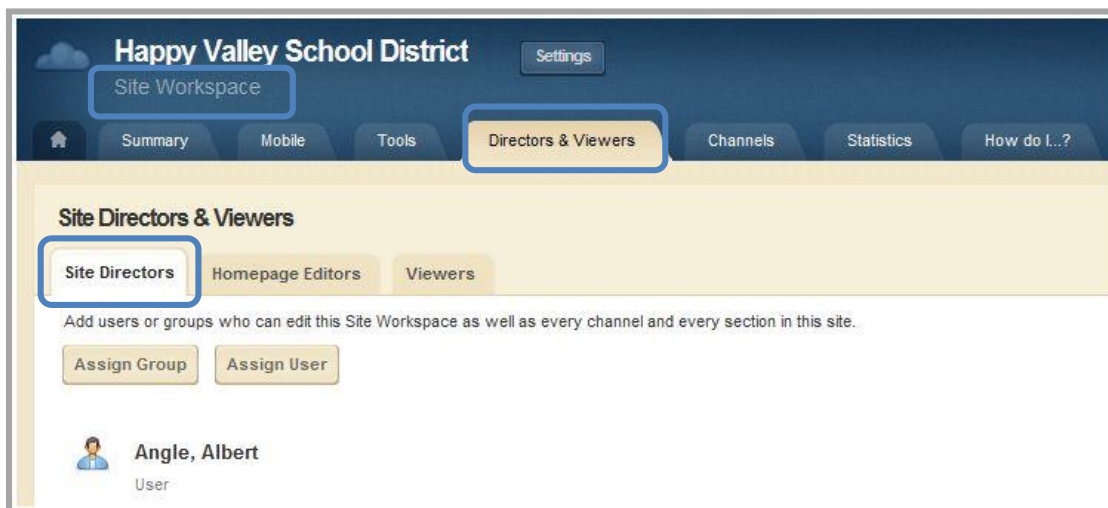 Happy Valley School District Settings
Site Workspace
Summary Mobile Tools Directors & Viewers Channels Statistics How do I...?
Site Directors & Viewers
Site Directors Homepage Editors Viewers
Add users or groups who can edit this Site Workspace as well as every channel and every section in this site.
Assign Group Assign User
Angle, Albert
User